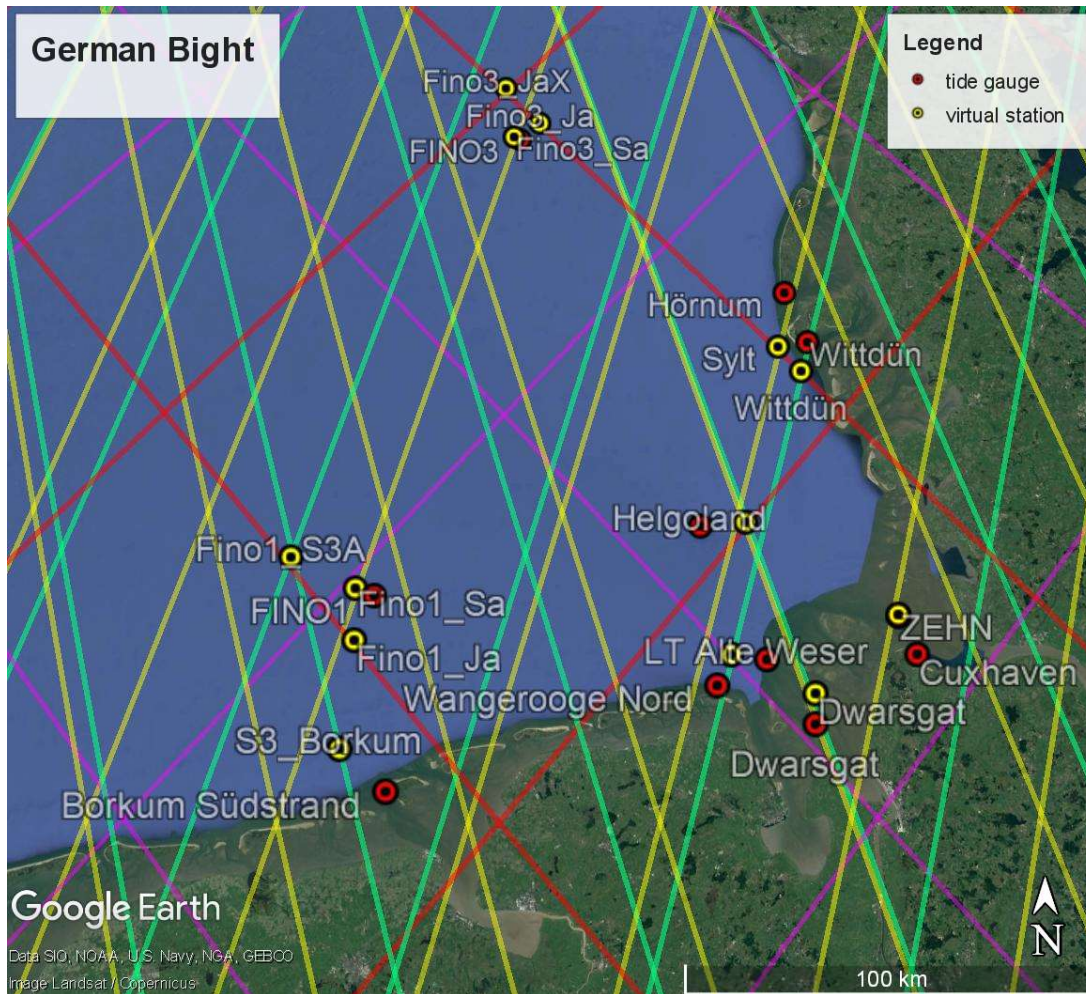 German Bight
Legend
tide gauge
virtual station
Fino3_JaX
Fino3_Ja
FINO3
Fino3_Sa
Hörnum
Sylt
Wittdün
Wittdün
Helgoland
Fino1_S3A
FINO1
Fino1_Sa
Fino1_Ja
LT Alte Weser
ZEHN
Cuxhaven
Wangerooge Nord
Dwarsgat
Dwarsgat
S3_Borkum
Borkum Südstrand
Google Earth
Data SIO, NOAA, U.S. Navy, NGA, GEBCO
Image Landsat / Copernicus
N
100 km